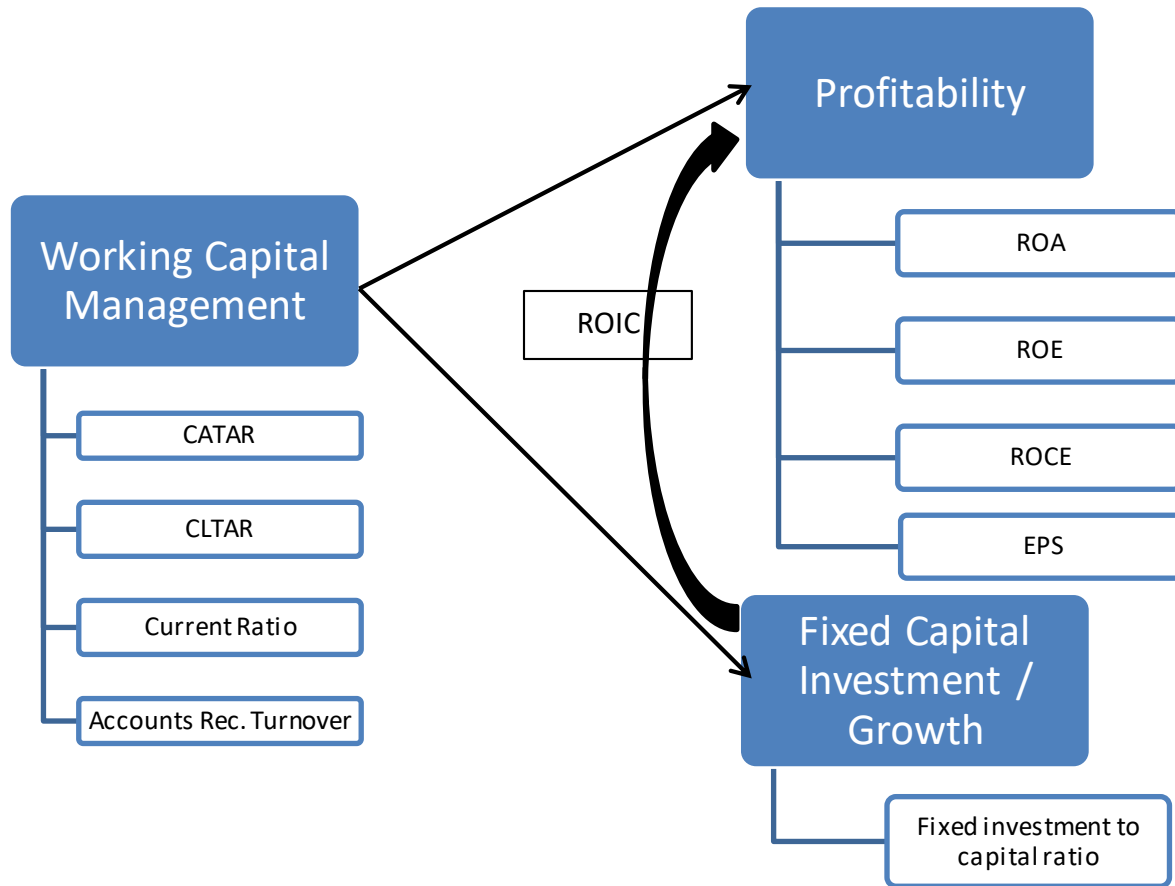 Profitability
Working Capital
Management
ROA
ROIC
ROE
CATAR
ROCE
CLTAR
EPS
Current Ratio
Fixed Capital
Investment /
Growth
Accounts Rec. Turnover
Fixed investment to
capital ratio